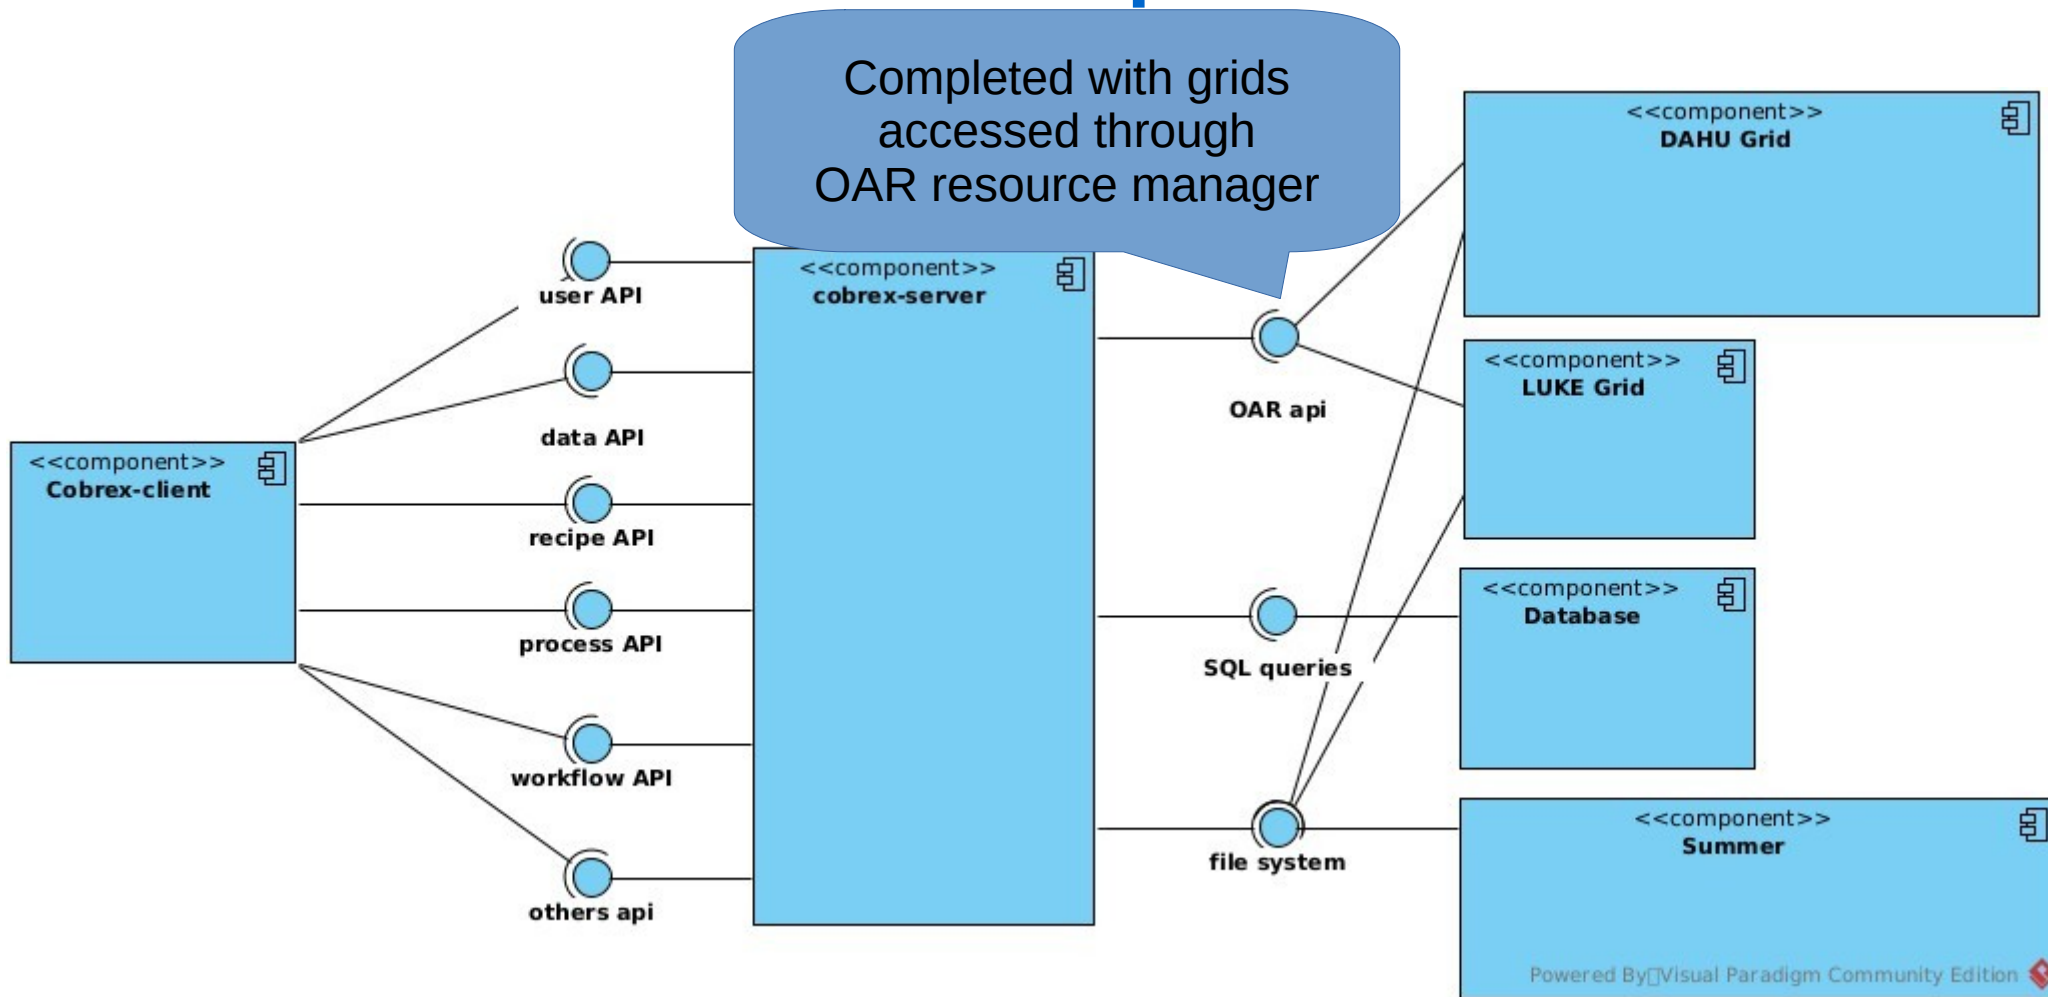 Completed with grids
accessed through
OAR resource manager
<<component>>
DAHU Grid
user API
<<component>>
cobrex-server
data API
OAR api
<<component>>
LUKE Grid
<<component>>
Cobrex-client
recipe API
process API
SQL queries
<<component>>
Database
workflow API
file system
<<component>>
Summer
others api
Powered By□Visual Paradigm Community Edition